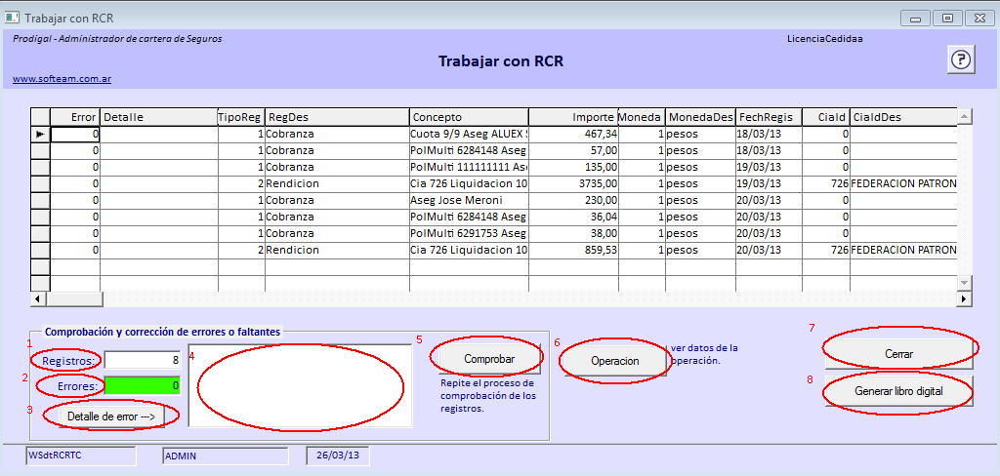 Trabajar con RCR
Prodigal - Administrador de cartera de Seguros
LicenciaCedidaa
Trabajar con RCR
?
www.softeam.com.ar
Error Detalle TipoReg RegDes Concepto Importe Moneda MonedaDes FechRegis CiaId CiaIdDes
0 1 Cobranza Cuota 9/9 Aseg ALUEX 467,34 1 pesos 18/03/13 0
0 1 Cobranza PolMulti 6284148 Aseg 57,00 1 pesos 18/03/13 0
0 1 Cobranza PolMulti 111111111 Ase 135,00 1 pesos 19/03/13 0
0 2 Rendicion Cia 726 Liquidacion 10 3735,00 1 pesos 19/03/13 726 FEDERACION PATRON
0 1 Cobranza Aseg Jose Meroni 230,00 1 pesos 20/03/13 0
0 1 Cobranza PolMulti 6284148 Aseg 36,04 1 pesos 20/03/13 0
0 1 Cobranza PolMulti 6291753 Aseg 38,00 1 pesos 20/03/13 0
0 2 Rendicion Cia 726 Liquidacion 10 859,53 1 pesos 20/03/13 726 FEDERACION PATRON
Comprobación y corrección de errores o faltantes
1 Registros: 8
2 Errores: 0
3 Detalle de error --->
4
5 Comprobar
Repite el proceso de
comprobación de los
registros.
6 Operacion
ver datos de la
operación.
7 Cerrar
8 Generar libro digital
WSdtRCRTC ADMIN 26/03/13